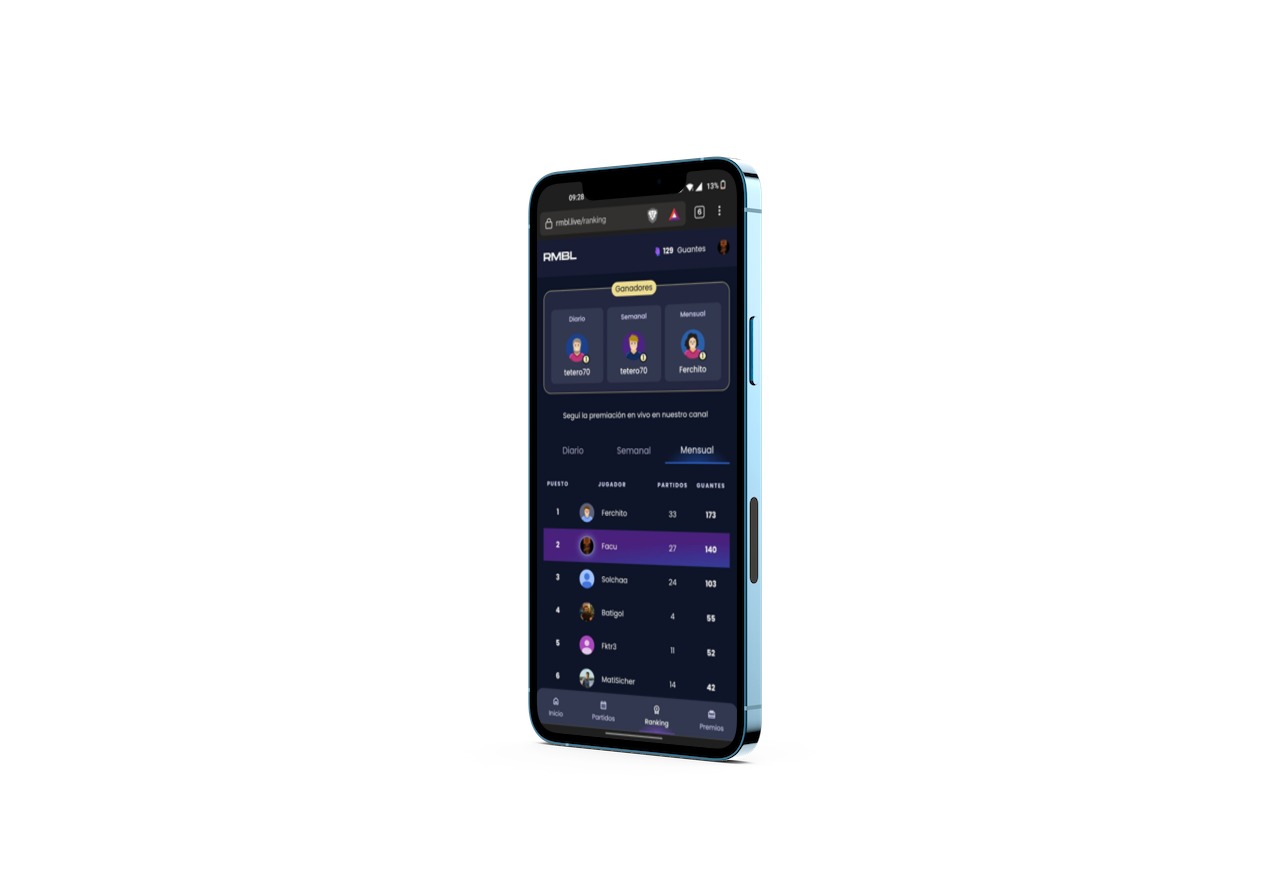 09:28 13%
rmbl.live/ranking 6
RMBL 129 Guantes
Ganadores
Diario Semanal Mensual
tetero70 tetero70 Ferchito
Seguí la premiación en vivo en nuestro canal
Diario Semanal Mensual
PUESTO JUGADOR PARTIDOS GUANTES
1 Ferchito 33 173
2 Facu 27 140
3 Solchaa 24 103
4 Batigol 4 55
5 Fktr3 11 52
6 MatiSicher 14 42
Inicio Partidos Ranking Premios